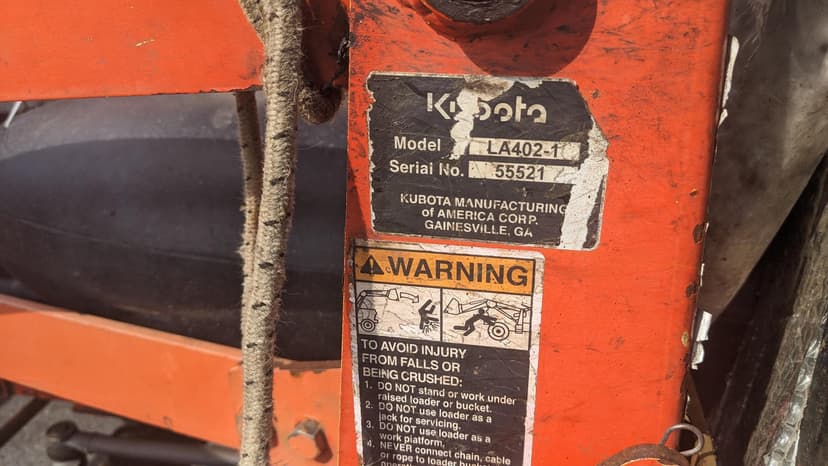 Kubota
Model LA402-1
Serial No. 55521
KUBOTA MANUFACTURING
of AMERICA CORP.
GAINESVILLE, GA
WARNING
TO AVOID INJURY
FROM FALLS OR
BEING CRUSHED:
1. DO NOT stand or work under
raised loader or bucket.
2. DO NOT use loader as a
jack for servicing.
3. DO NOT use loader as a
work platform.
4. NEVER connect chain, cable
or rope to loader bucket